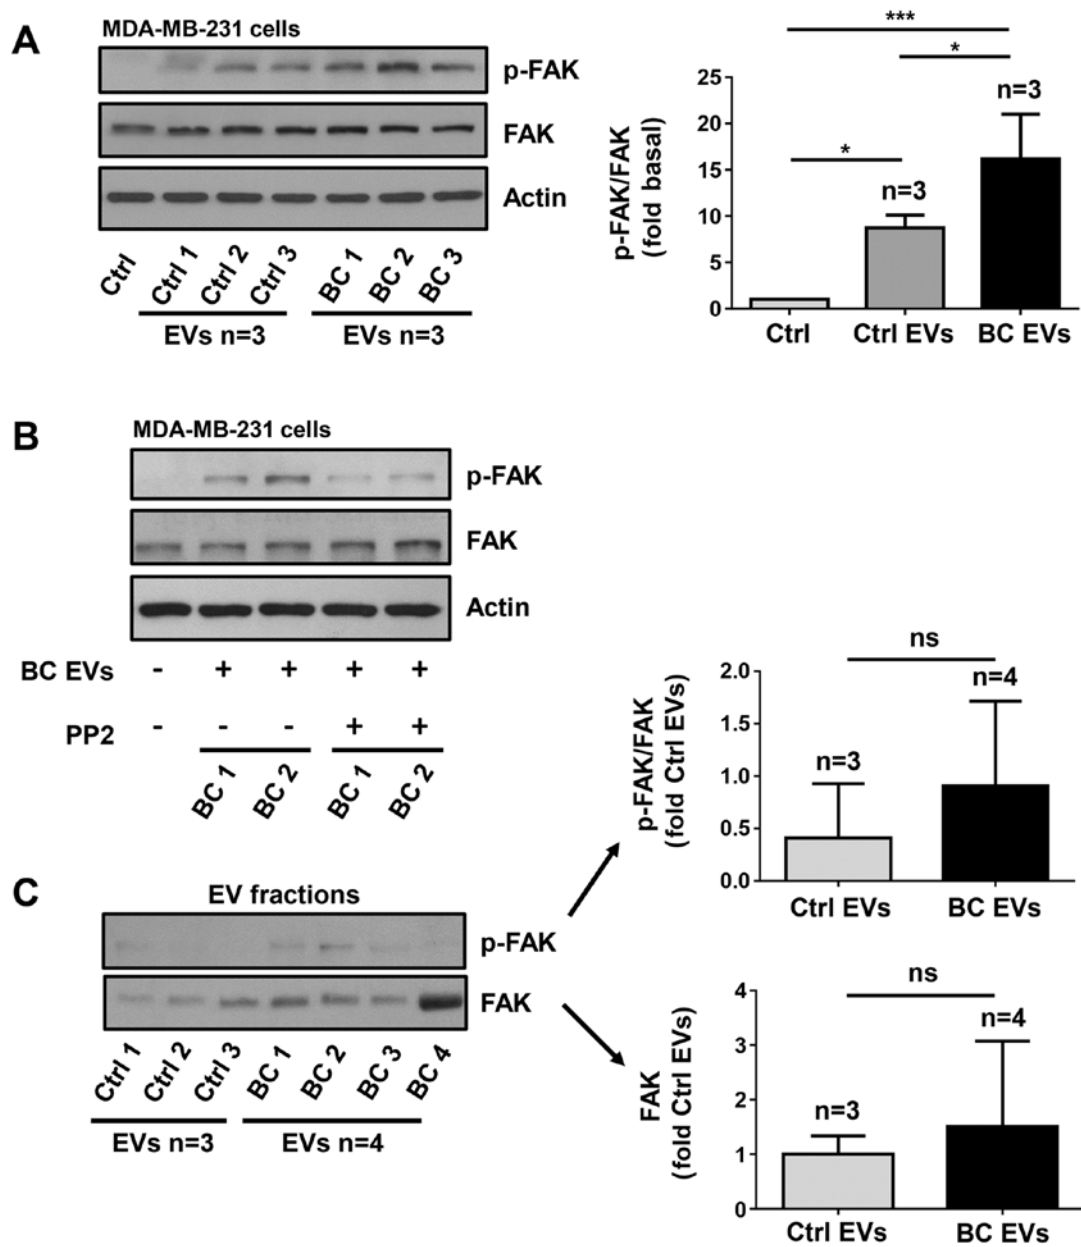 A
MDA-MB-231 cells
p-FAK
FAK
Actin
Ctrl
Ctrl 1
Ctrl 2
Ctrl 3
BC 1
BC 2
BC 3
EVs n=3
EVs n=3
***
*
*
25
20
15
10
5
0
n=3
n=3
p-FAK/FAK
(fold basal)
Ctrl
Ctrl EVs
BC EVs
B
MDA-MB-231 cells
p-FAK
FAK
Actin
BC EVs - + + + +
PP2 - - - + +
BC 1
BC 2
BC 1
BC 2
C
EV fractions
p-FAK
FAK
Ctrl 1
Ctrl 2
Ctrl 3
BC 1
BC 2
BC 3
BC 4
EVs n=3
EVs n=4
ns
2.0
1.5
1.0
0.5
0.0
n=3
n=4
p-FAK/FAK
(fold Ctrl EVs)
Ctrl EVs
BC EVs
ns
4
3
2
1
0
n=3
n=4
FAK
(fold Ctrl EVs)
Ctrl EVs
BC EVs